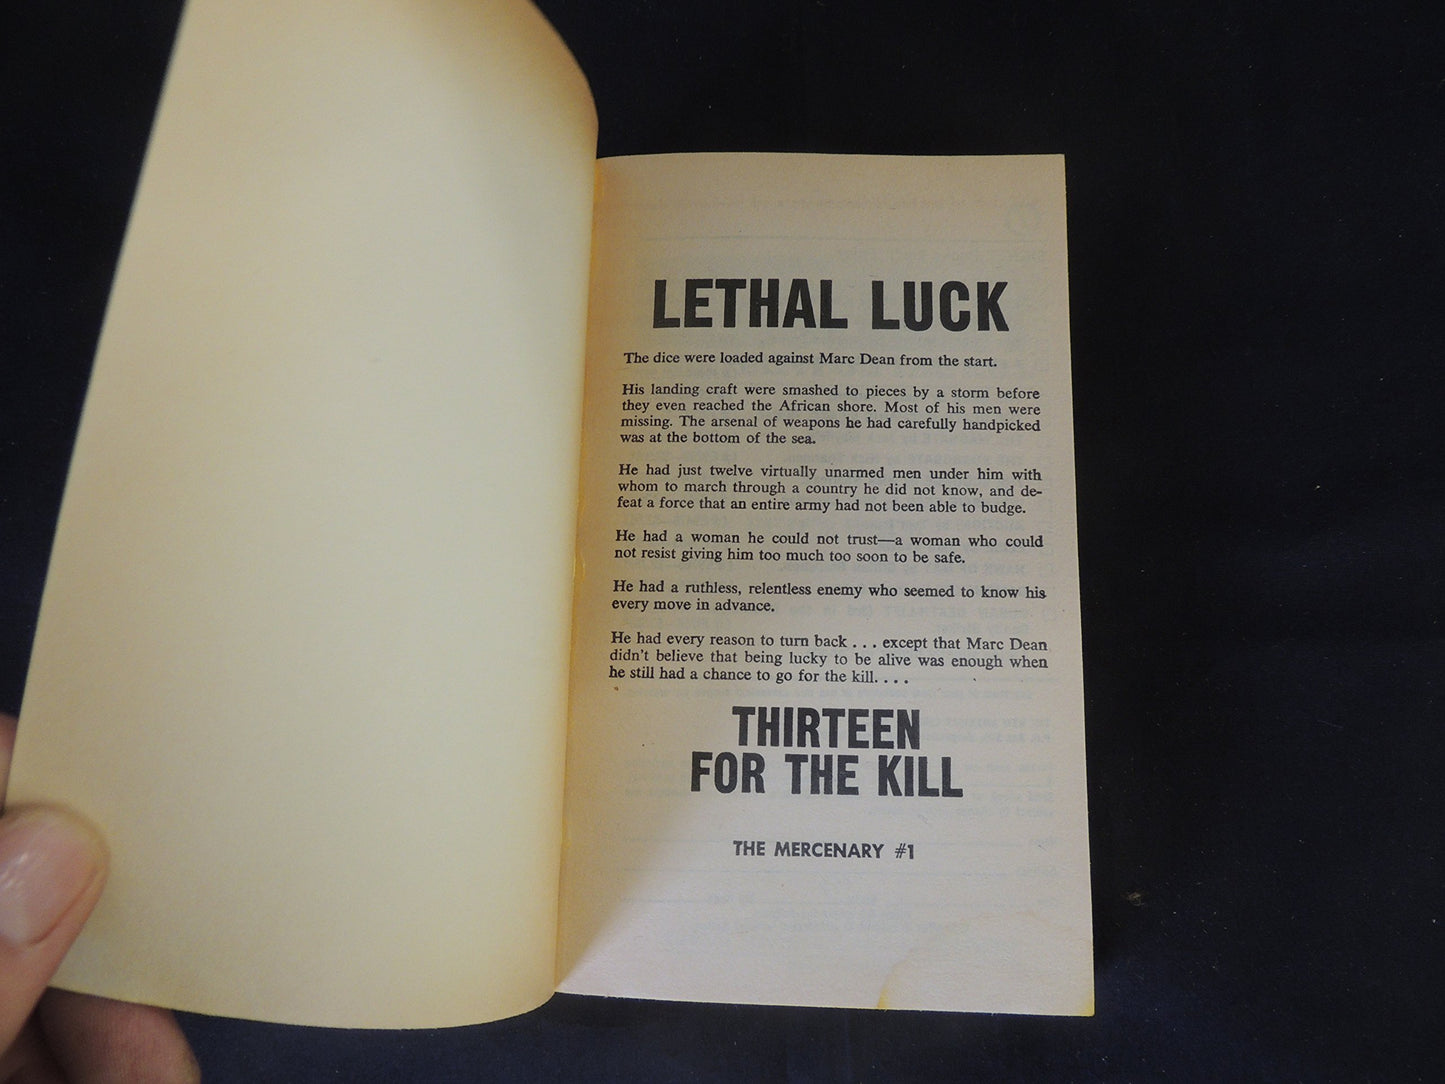 LETHAL LUCK
The dice were loaded against Marc Dean from the start.
His landing craft were smashed to pieces by a storm before
they even reached the African shore. Most of his men were
missing. The arsenal of weapons he had carefully handpicked
was at the bottom of the sea.
He had just twelve virtually unarmed men under him with
whom to march through a country he did not know, and de-
feat a force that an entire army had not been able to budge.
He had a woman he could not trust—a woman who could
not resist giving him too much too soon to be safe.
He had a ruthless, relentless enemy who seemed to know his
every move in advance.
He had every reason to turn back . . . except that Marc Dean
didn't believe that being lucky to be alive was enough when
he still had a chance to go for the kill. . . .
THIRTEEN
FOR THE KILL
THE MERCENARY #1